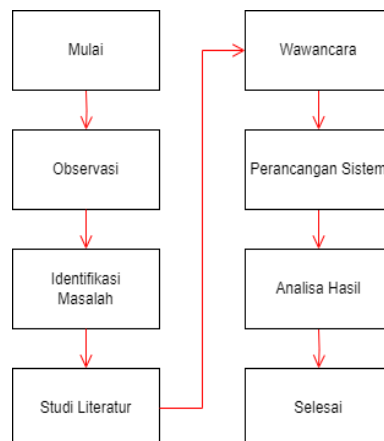 Mulai
Observasi
Identifikasi
Masalah
Studi Literatur
Wawancara
Perancangan Sistem
Analisa Hasil
Selesai